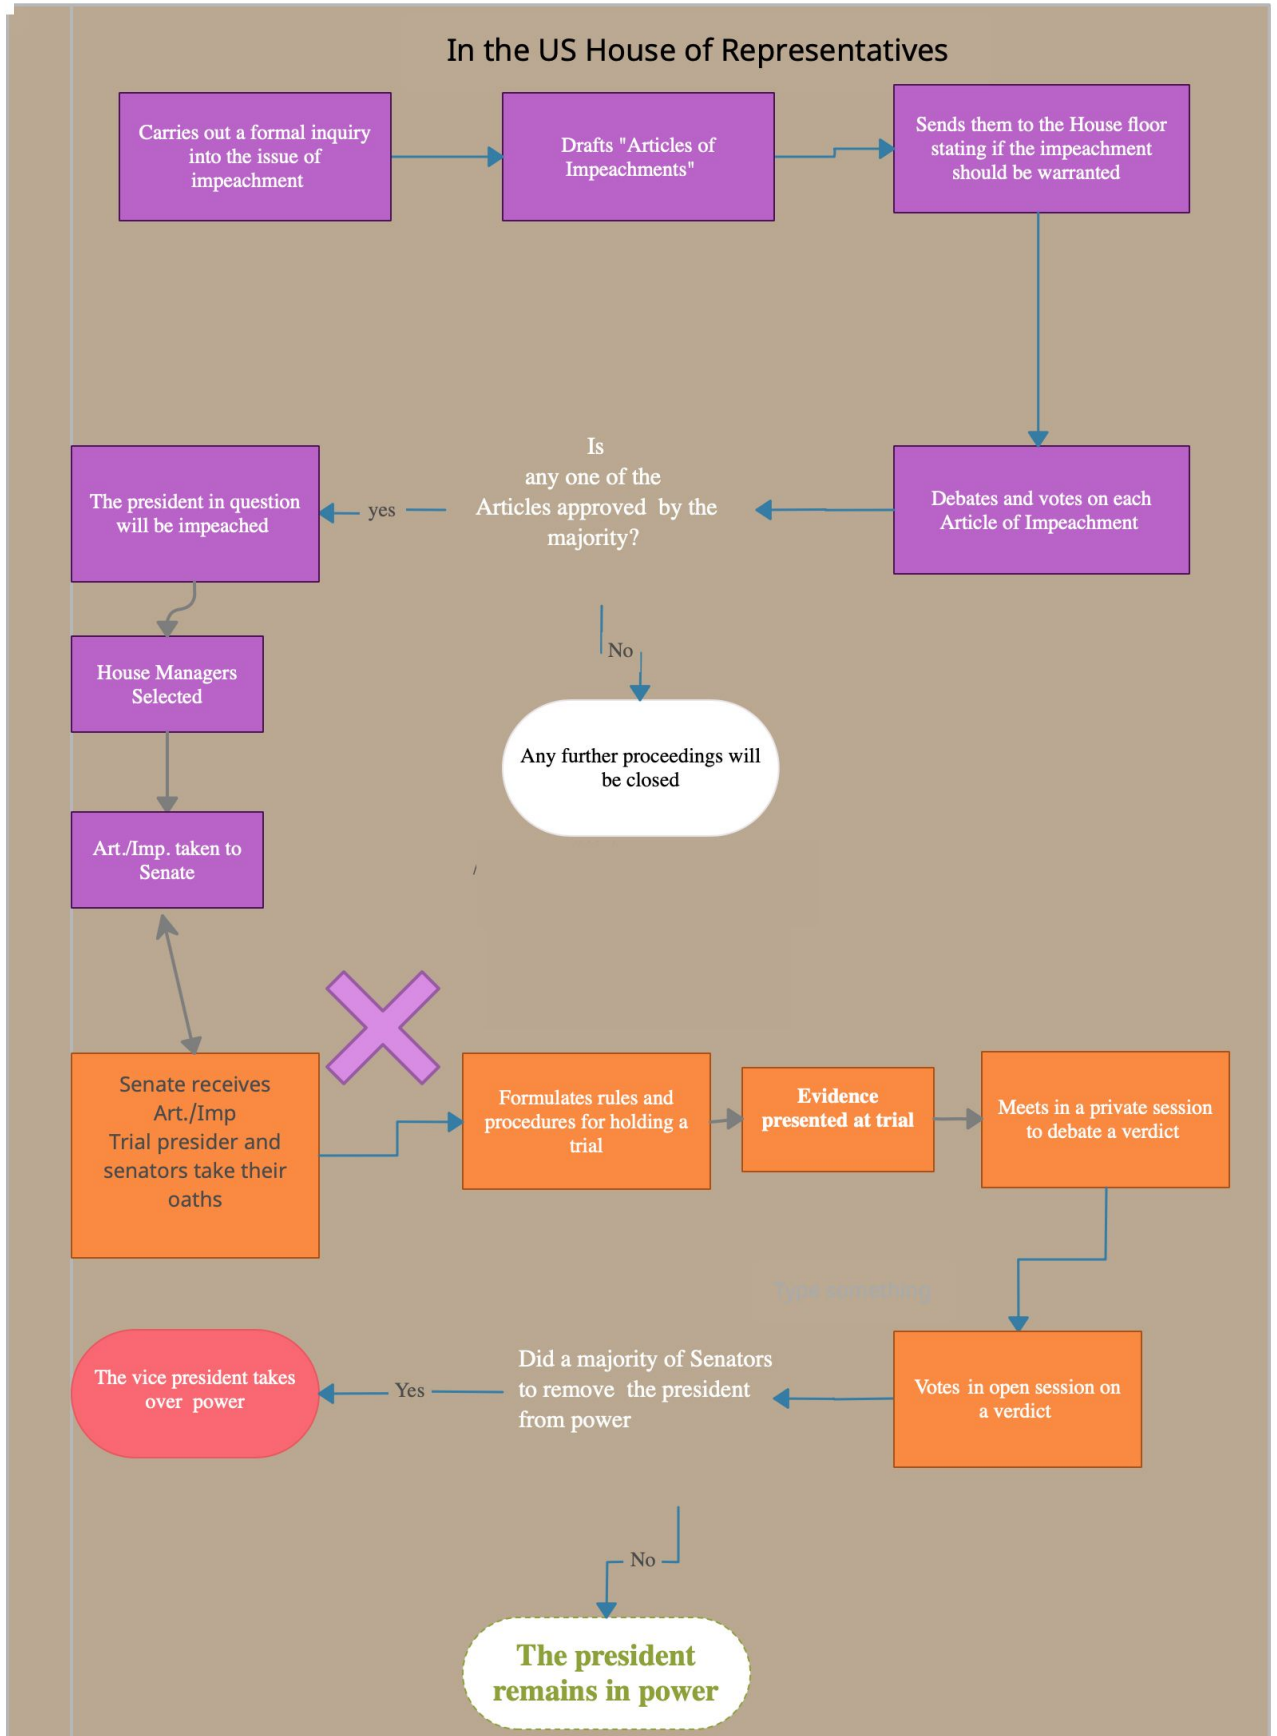 In the US House of Representatives
Carries out a formal inquiry
into the issue of
impeachment
Drafts "Articles of
Impeachments"
Sends them to the House floor
stating if the impeachment
should be warranted
Debates and votes on each
Article of Impeachment
Is
any one of the
Articles approved by the
majority?
yes
The president in question
will be impeached
No
Any further proceedings will
be closed
House Managers
Selected
Art./Imp. taken to
Senate
Senate receives
Art./Imp
Trial presider and
senators take their
oaths
Formulates rules and
procedures for holding a
trial
Evidence
presented at trial
Meets in a private session
to debate a verdict
Type something
Votes in open session on
a verdict
Did a majority of Senators
to remove the president
from power
Yes
The vice president takes
over power
No
The president
remains in power